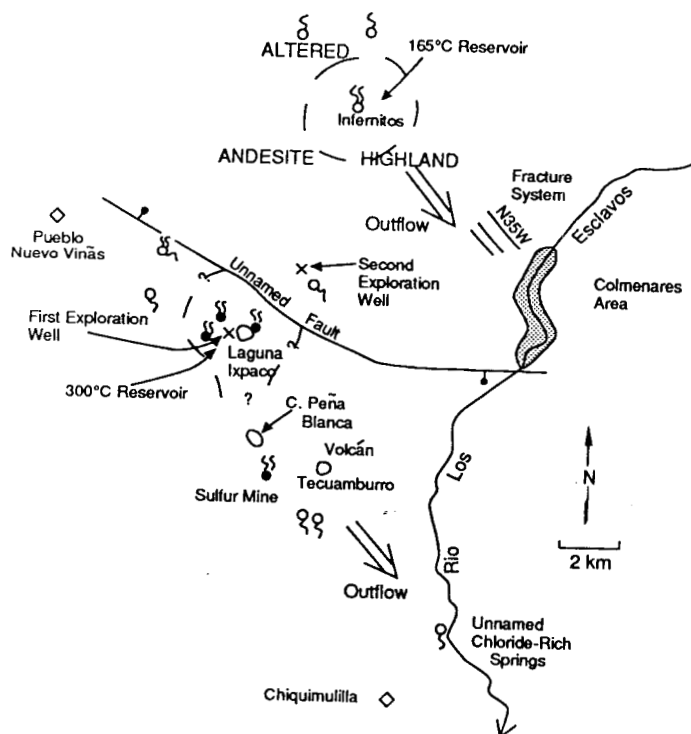 ALTERED
165°C Reservoir
Infernitos
ANDESITE HIGHLAND
Fracture
System
N35W
Esclavos
Outflow
Pueblo
Nuevo Vinãs
Unnamed
Fault
Second
Exploration
Well
Colmenares
Area
First Exploration
Well
Laguna
Ixpaco
300°C Reservoir
?
C. Peña
Blanca
Volcán
Tecuamburro
Sulfur Mine
Los
N
2 km
Outflow
Rio
Unnamed
Chloride-Rich
Springs
Chiquimulilla